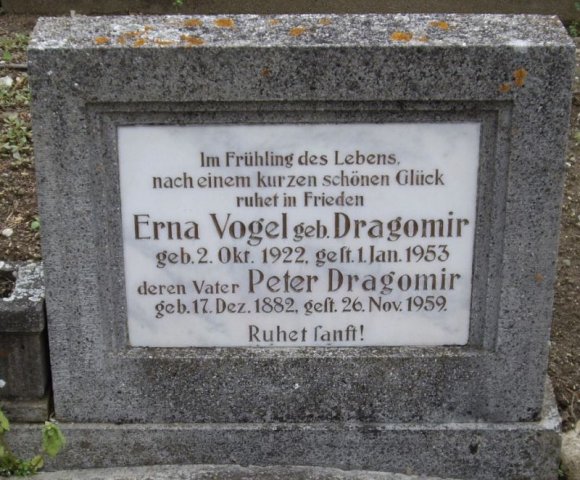 Im Frühling des Lebens,
nach einem kurzen schönen Glück
ruhet in Frieden
Erna Vogel geb. Dragomir
geb. 2. Okt. 1922, geſt. 1. Jan. 1953
deren Vater Peter Dragomir
geb. 17. Dez. 1882, geſt. 26. Nov. 1959.
Ruhet ſanft!